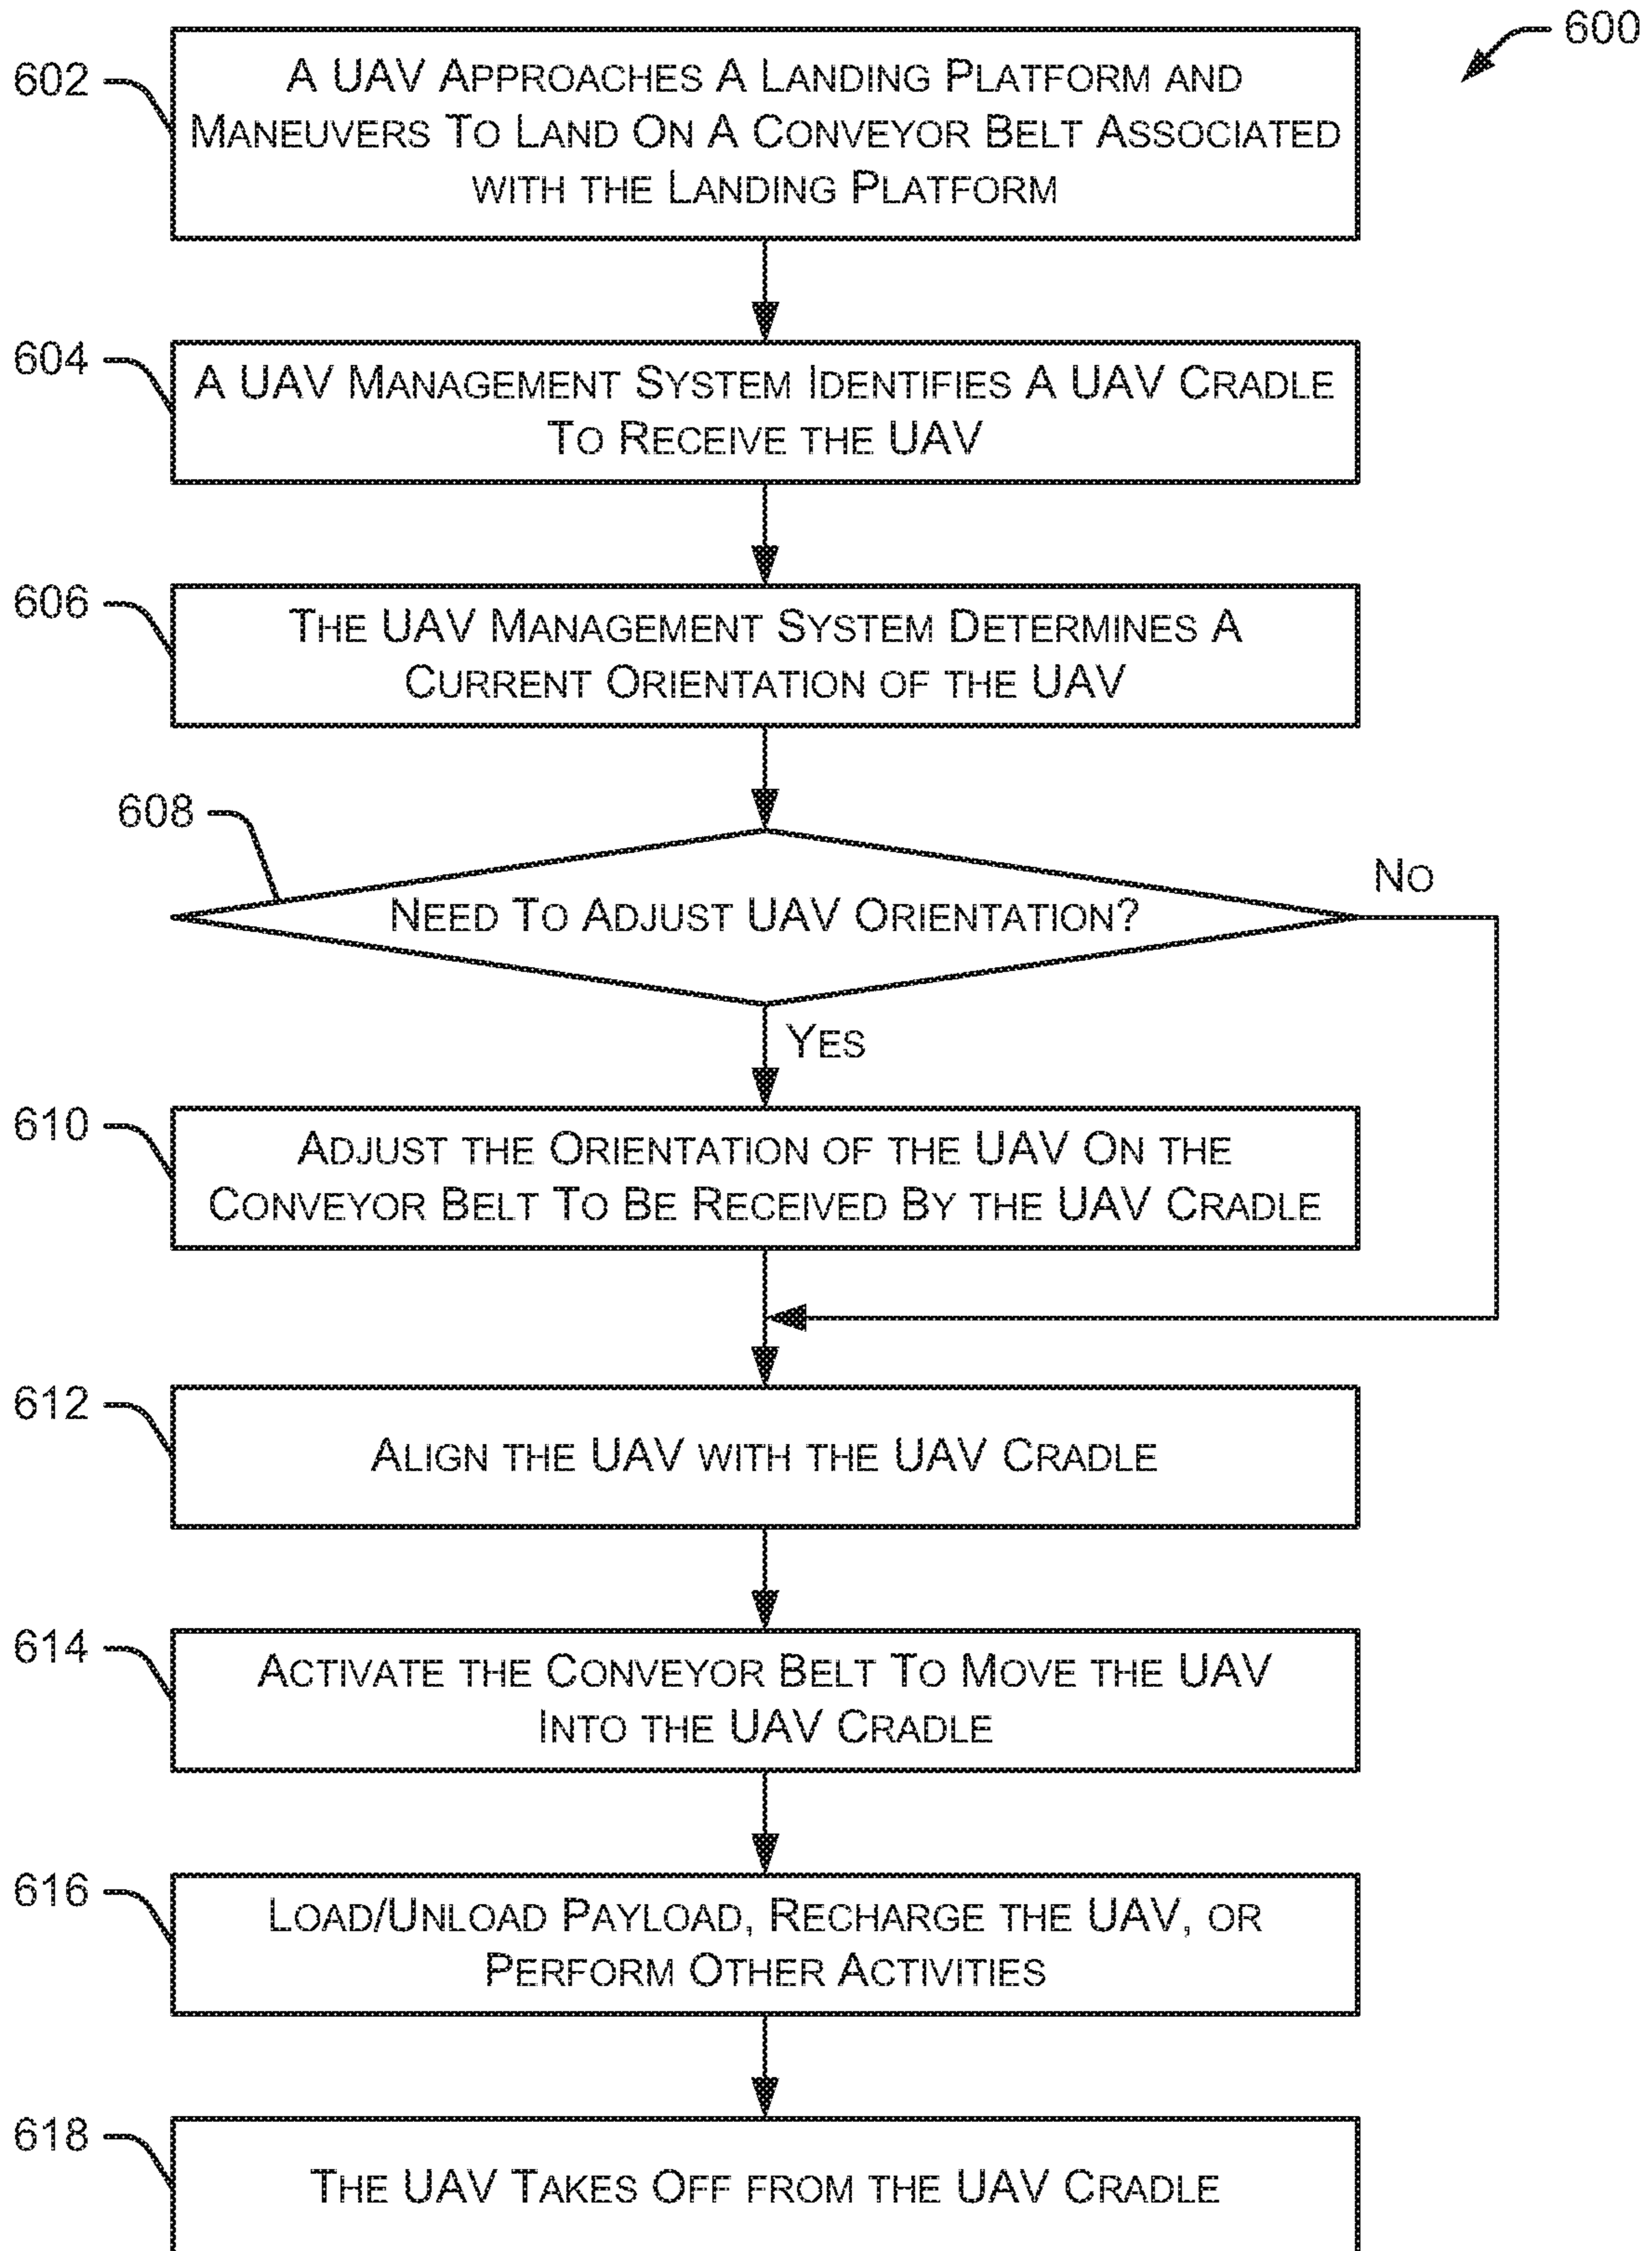 600
602
A UAV APPROACHES A LANDING PLATFORM AND
MANEUVERS TO LAND ON A CONVEYOR BELT ASSOCIATED
WITH THE LANDING PLATFORM
604
A UAV MANAGEMENT SYSTEM IDENTIFIES A UAV CRADLE
TO RECEIVE THE UAV
606
THE UAV MANAGEMENT SYSTEM DETERMINES A
CURRENT ORIENTATION OF THE UAV
608
NEED TO ADJUST UAV ORIENTATION?
NO
YES
610
ADJUST THE ORIENTATION OF THE UAV ON THE
CONVEYOR BELT TO BE RECEIVED BY THE UAV CRADLE
612
ALIGN THE UAV WITH THE UAV CRADLE
614
ACTIVATE THE CONVEYOR BELT TO MOVE THE UAV
INTO THE UAV CRADLE
616
LOAD/UNLOAD PAYLOAD, RECHARGE THE UAV, OR
PERFORM OTHER ACTIVITIES
618
THE UAV TAKES OFF FROM THE UAV CRADLE